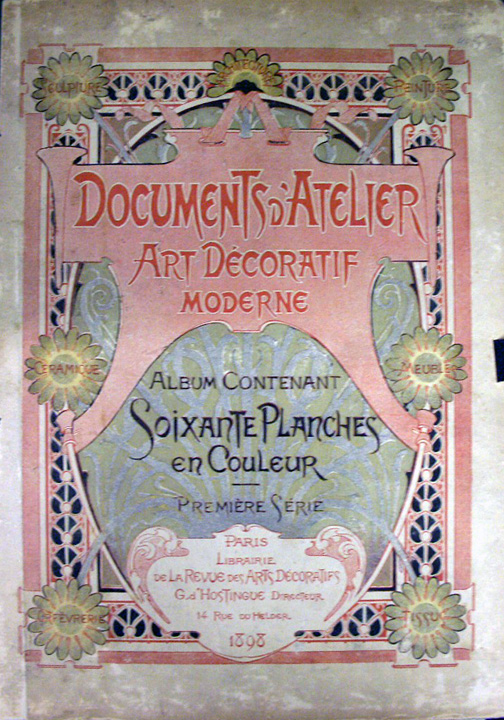 SCULPTURE
ARCHITECTURE
PEINTURE
DOCUMENTS D'ATELIER
ART DÉCORATIF
MODERNE
CÉRAMIQUE
MEUBLES
ALBUM CONTENANT
SOIXANTE PLANCHES
EN COULEUR
PREMIÈRE SÉRIE
PARIS
LIBRAIRIE
DE LA REVUE DES ARTS DÉCORATIFS
G. D'HOSTINGUE DIRECTEUR
14 RUE DU HELDER
1898
ORFÈVRERIE
TISSUS